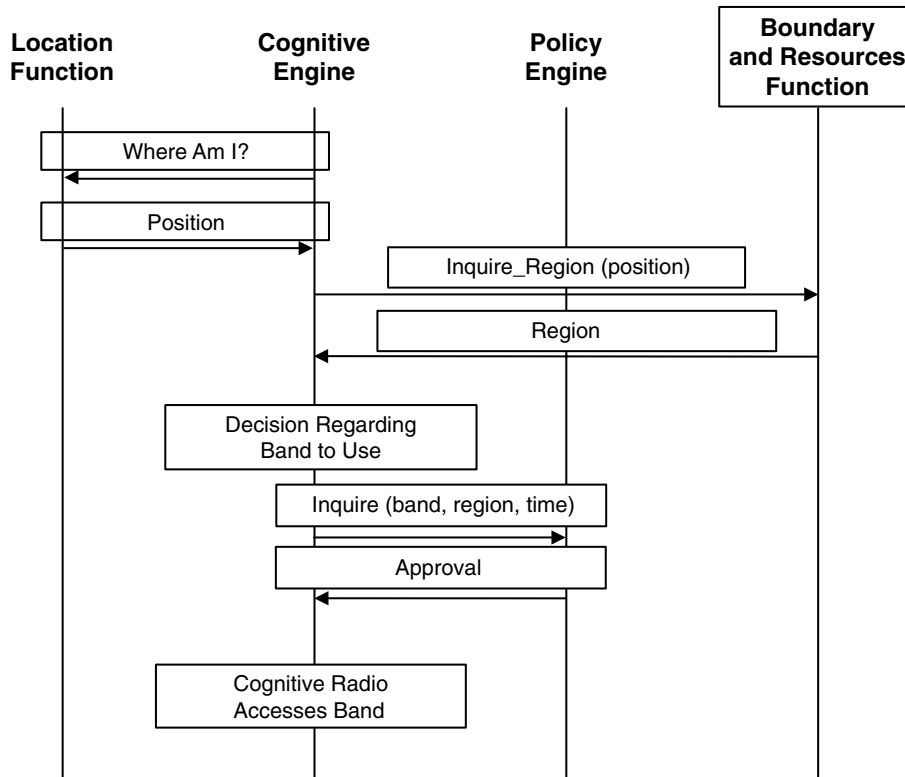 Location
Function
Cognitive
Engine
Policy
Engine
Boundary
and Resources
Function
Where Am I?
Position
Inquire_Region (position)
Region
Decision Regarding
Band to Use
Inquire (band, region, time)
Approval
Cognitive Radio
Accesses Band